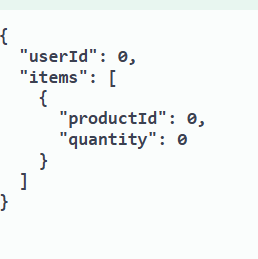 {
  "userId": 0,
  "items": [
    {
      "productId": 0,
      "quantity": 0
    }
  ]
}